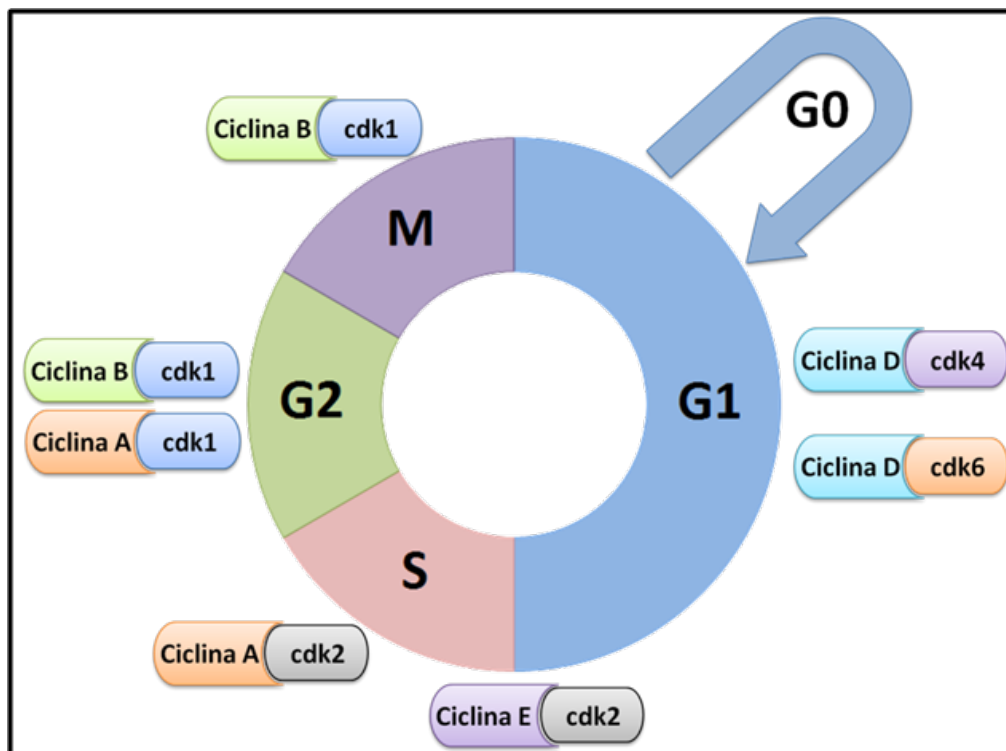 G0
Ciclina B cdk1
M
Ciclina B cdk1
G2
G1
Ciclina D cdk4
Ciclina A cdk1
Ciclina D cdk6
S
Ciclina A cdk2
Ciclina E cdk2